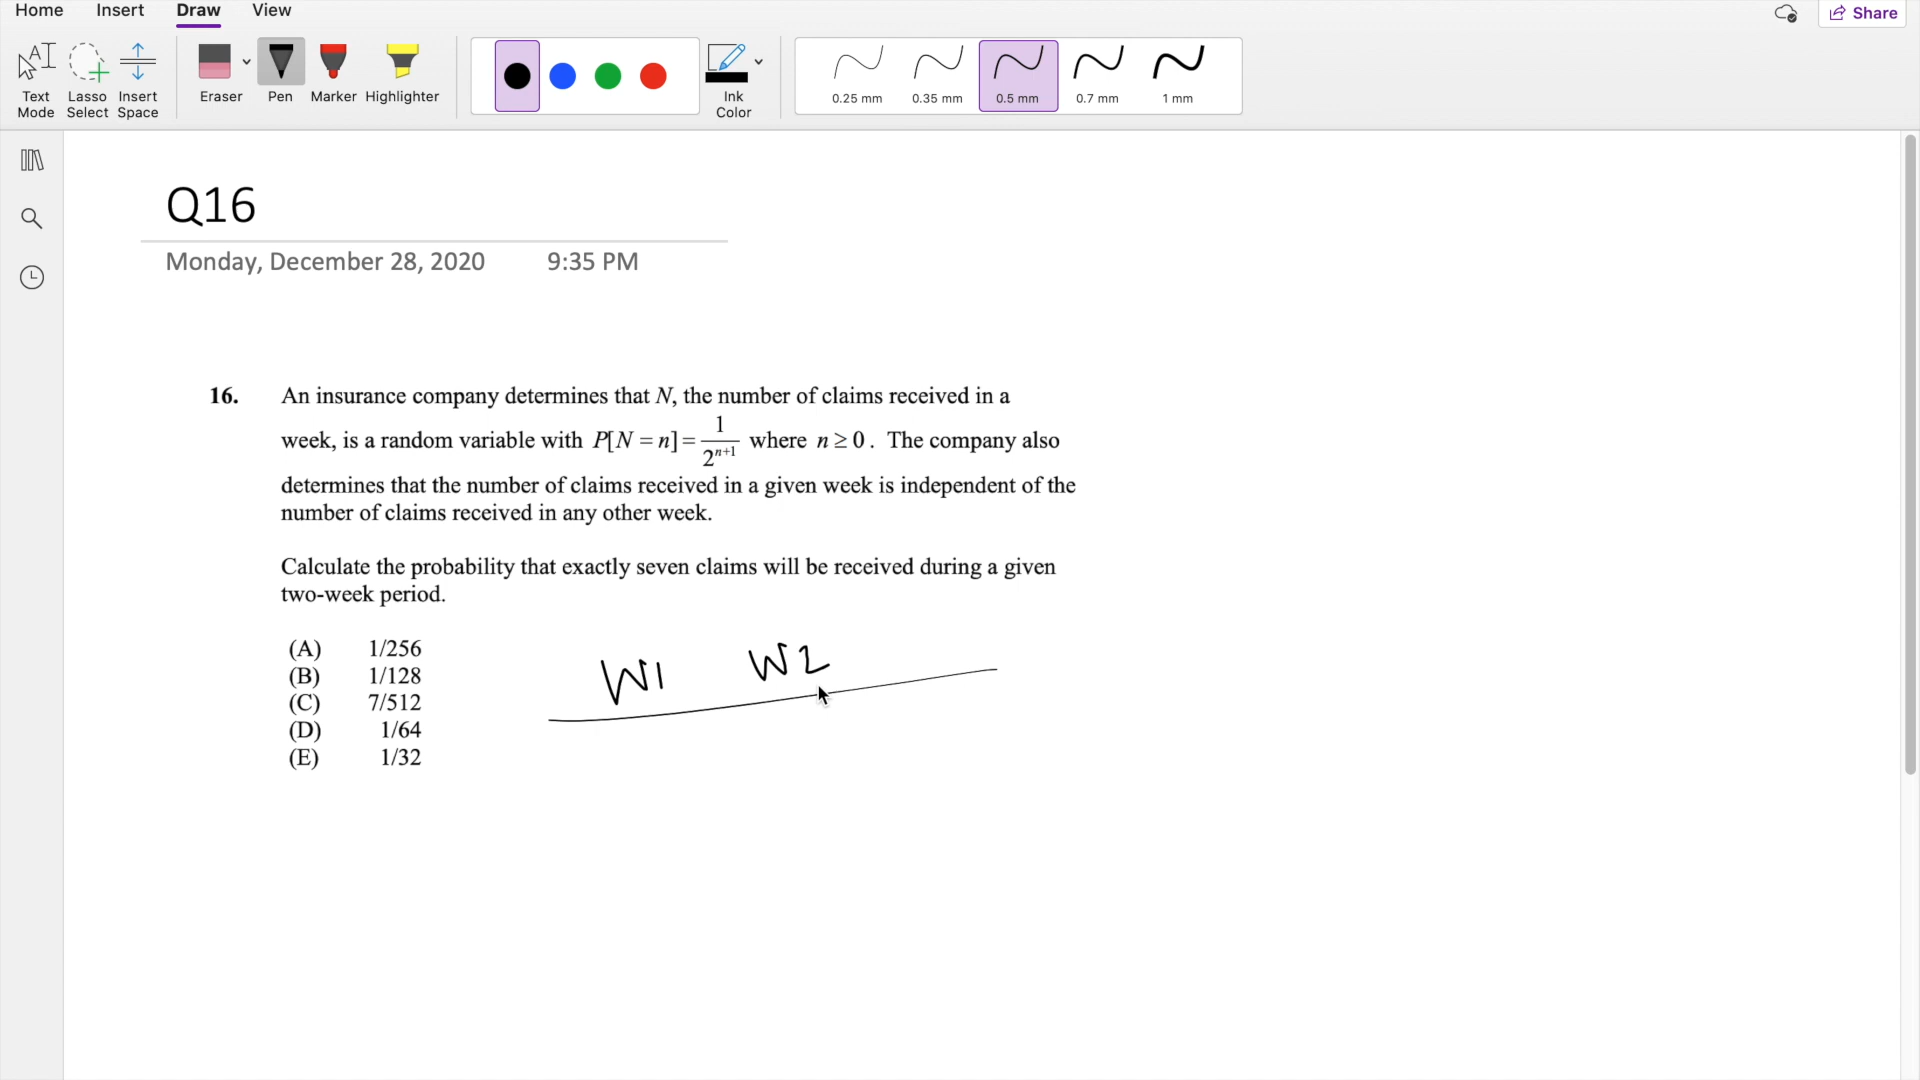 Home Insert Draw View
Share
Text Mode
Lasso Select
Insert Space
Eraser
Pen
Marker
Highlighter
Ink Color
0.25 mm
0.35 mm
0.5 mm
0.7 mm
1 mm
Q16
Monday, December 28, 2020 9:35 PM
16. An insurance company determines that N, the number of claims received in a
week, is a random variable with P[N = n] = 1/2^{n+1} where n ≥ 0. The company also
determines that the number of claims received in a given week is independent of the
number of claims received in any other week.
Calculate the probability that exactly seven claims will be received during a given
two-week period.
(A) 1/256
(B) 1/128
(C) 7/512
(D) 1/64
(E) 1/32
W1 W2